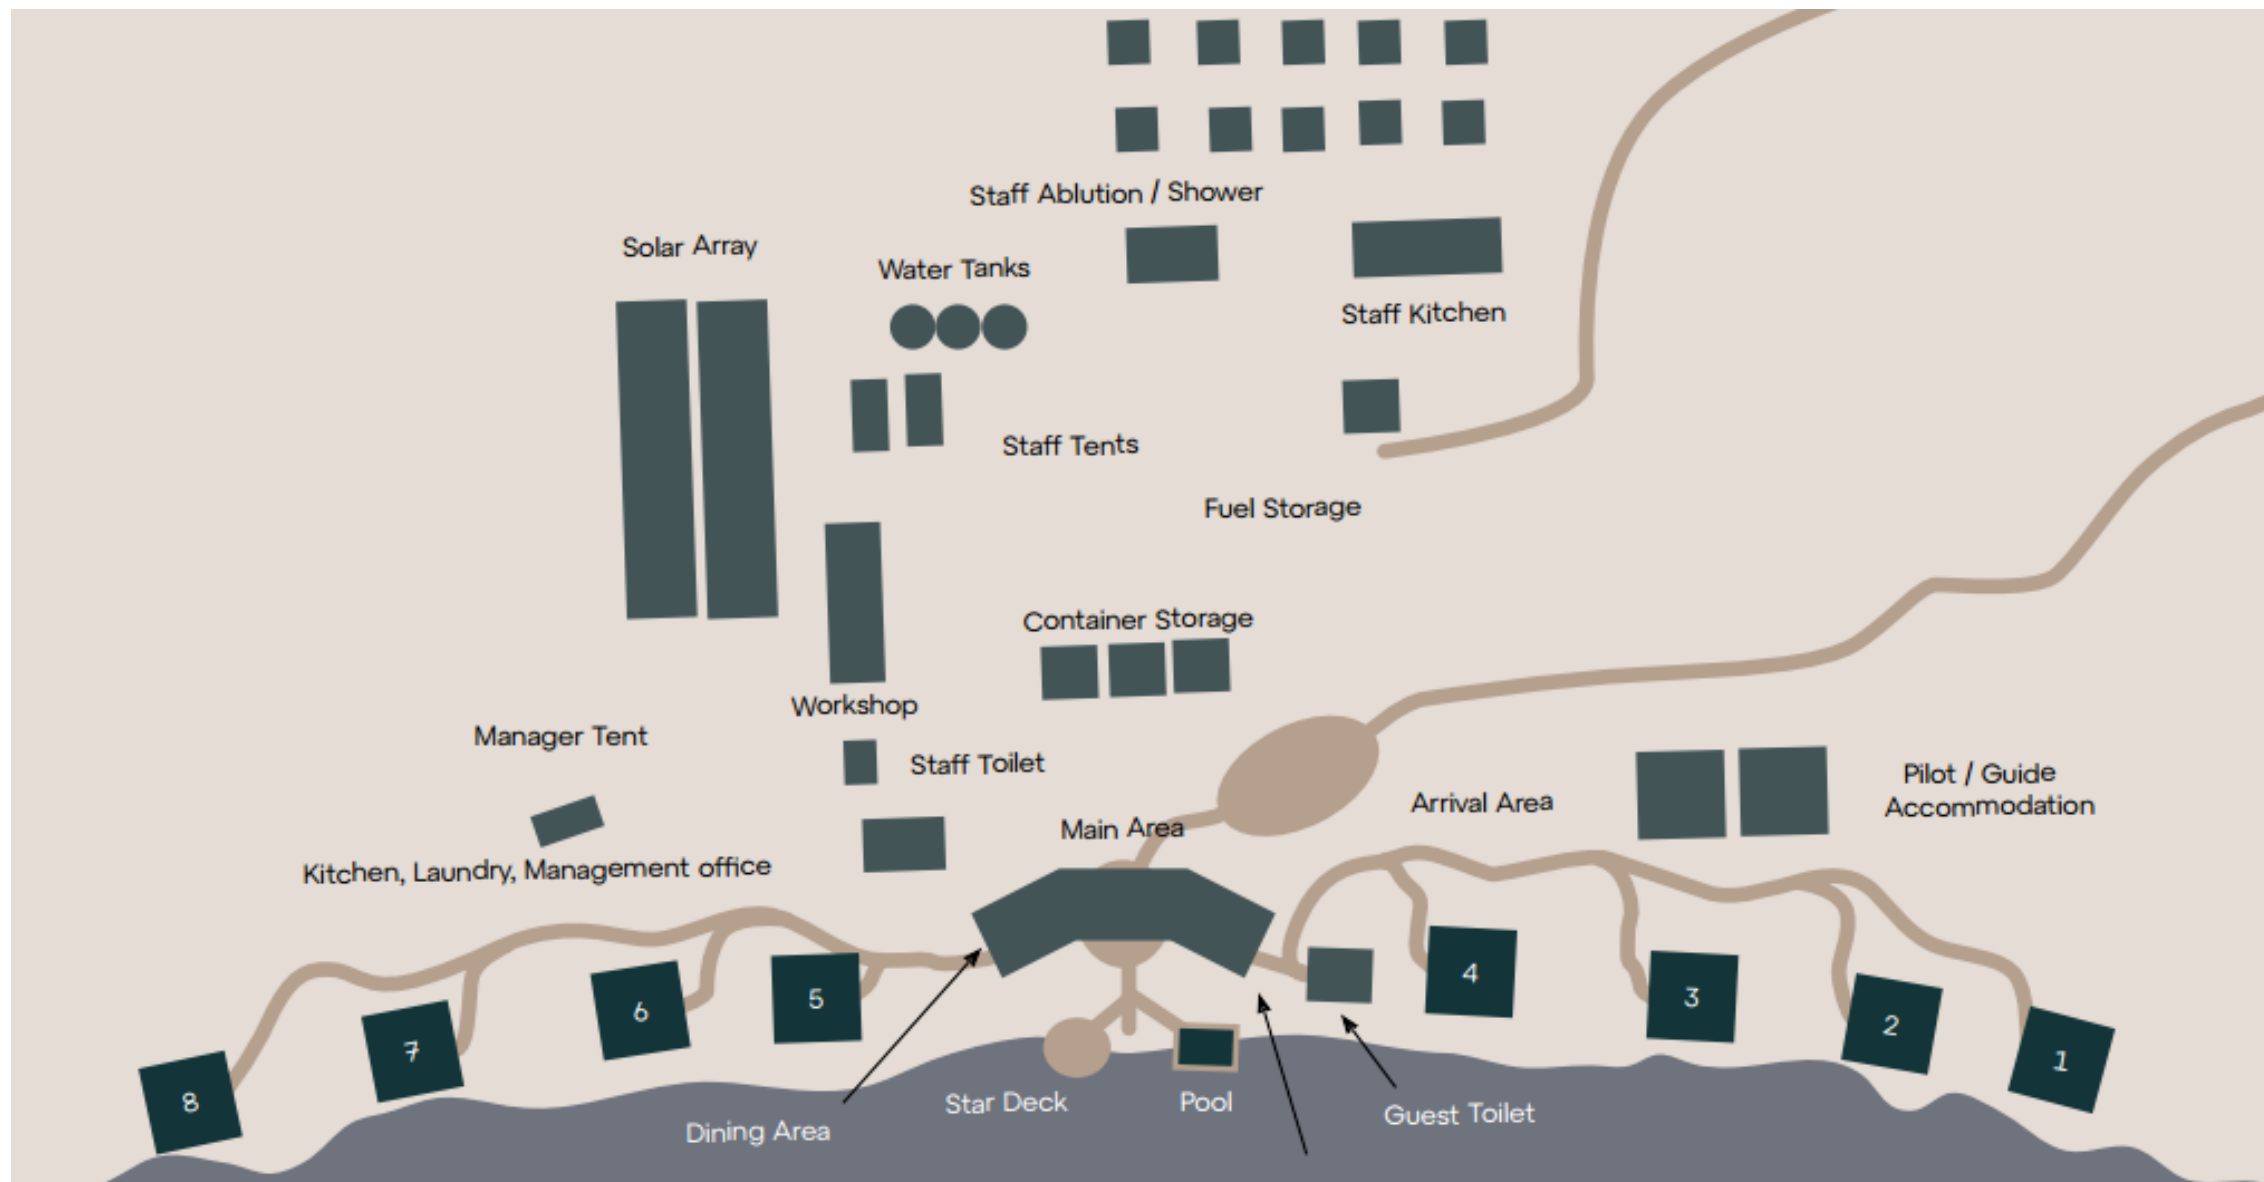 Staff Ablution / Shower
Solar Array
Water Tanks
Staff Kitchen
Staff Tents
Fuel Storage
Container Storage
Workshop
Manager Tent
Staff Toilet
Pilot / Guide
Accommodation
Arrival Area
Main Area
Kitchen, Laundry, Management office
4
3
5
6
2
7
1
8
Star Deck
Pool
Guest Toilet
Dining Area